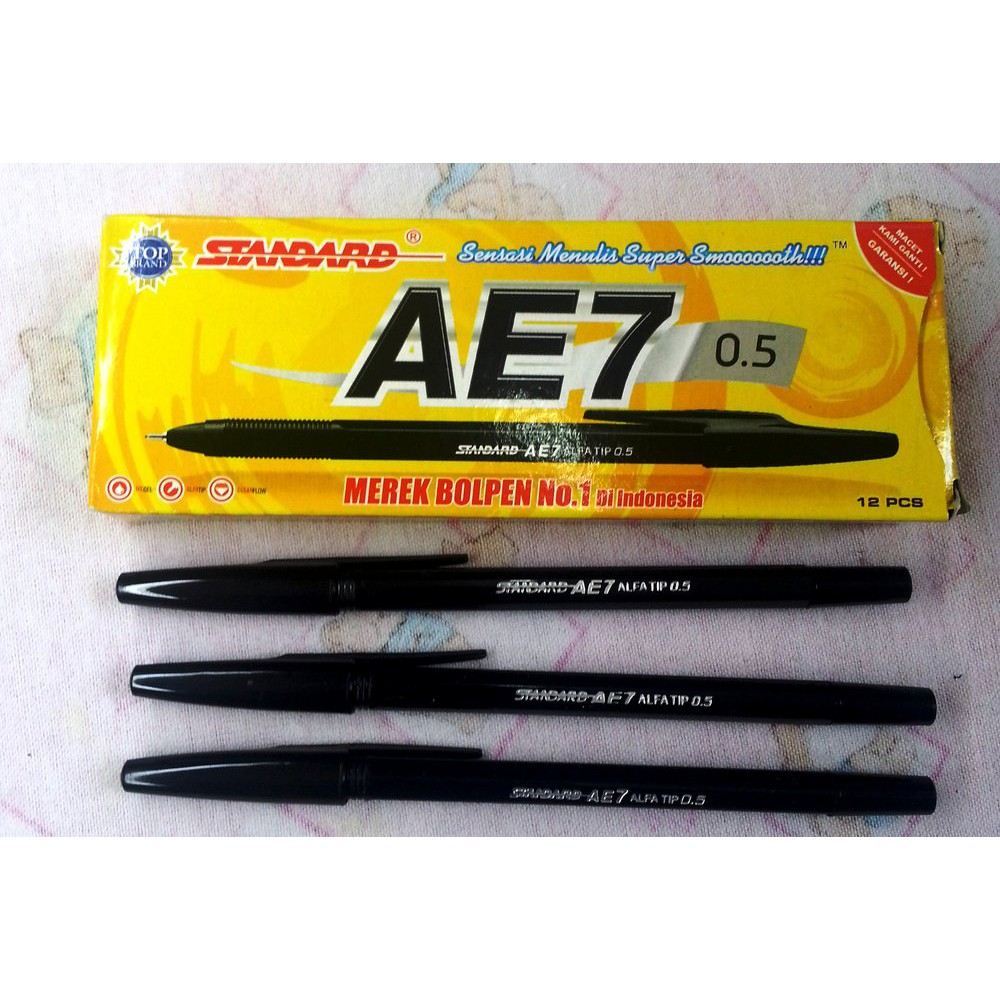 TOP BRAND
STANDARD®
Sensasi Menulis Super Smooooooth!!! ™
MACET
KAMI GANTI!
GARANSI!
AE7
0.5
STANDARD AE7 ALFA TIP 0.5
ALFATIP
MEREK BOLPEN No.1 Di Indonesia
12 PCS
STANDARD AE7 ALFA TIP 0.5
STANDARD AE7 ALFA TIP 0.5
STANDARD AE7 ALFA TIP 0.5